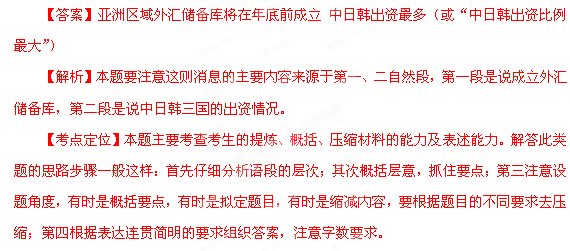 【答案】亚洲区域外汇储备库将在年底前成立 中日韩出资最多（或“中日韩出资比例
最大”）
【解析】本题要注意这则消息的主要内容来源于第一、二自然段，第一段是说成立外汇
储备库，第二段是说中日韩三国的出资情况。
【考点定位】本题主要考查考生的提炼、概括、压缩材料的能力及表述能力。解答此类
题的思路步骤一般这样：首先仔细分析语段的层次；其次概括层意，抓住要点；第三注意设
题角度，有时是概括要点，有时是拟定题目，有时是缩减内容，要根据题目的不同要求去压
缩；第四根据表达连贯简明的要求组织答案，注意字数要求。